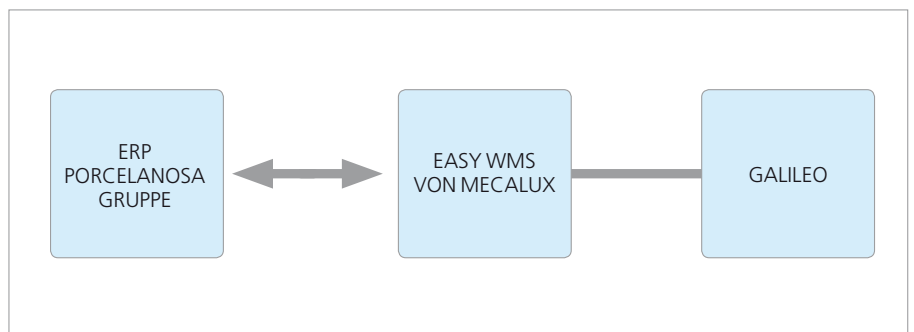 ERP
PORCELANOSA
GRUPPE
EASY WMS
VON MECALUX
GALILEO